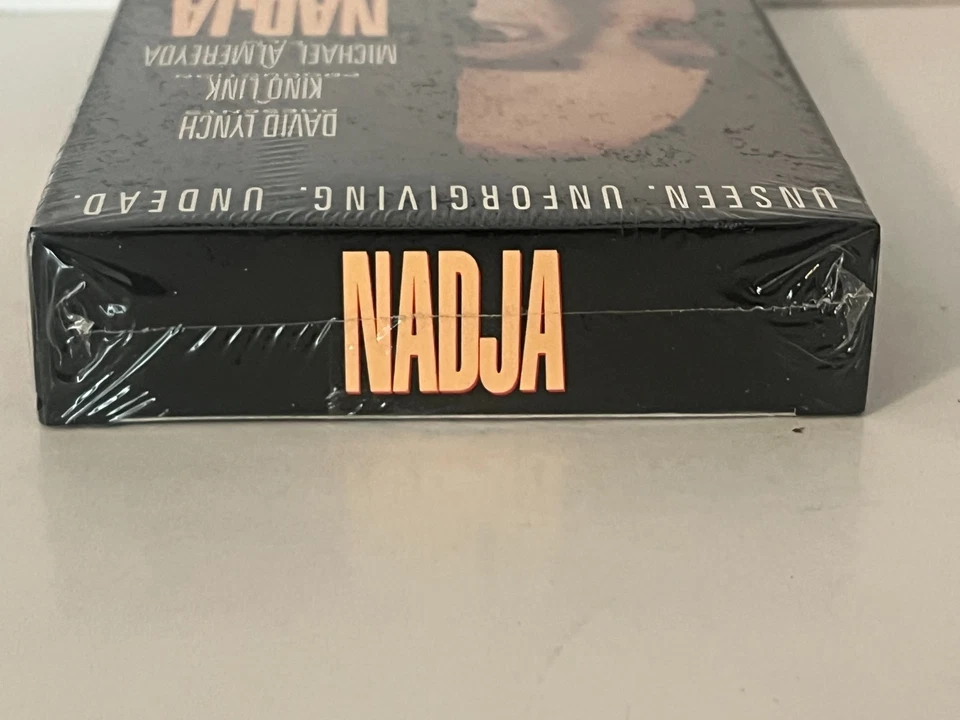 UNSEEN. UNFORGIVING. UNDEAD.
DAVID LYNCH
KINO LINK
MICHAEL ALMEREYDA
NADJA
NADJA